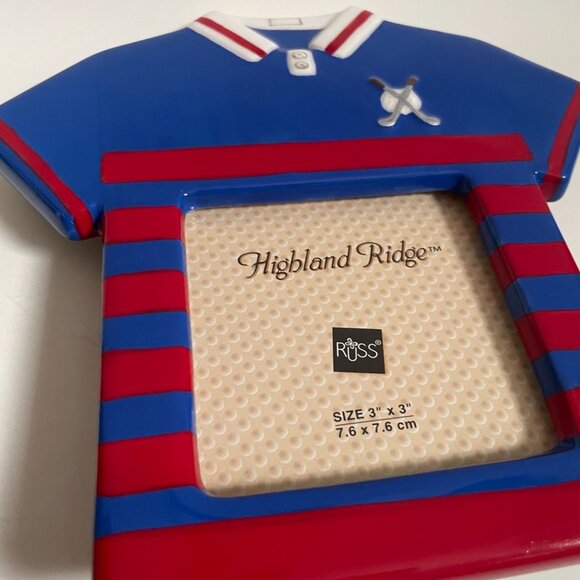 Highland Ridge™
RUSS®
SIZE 3" x 3"
7.6 x 7.6 cm